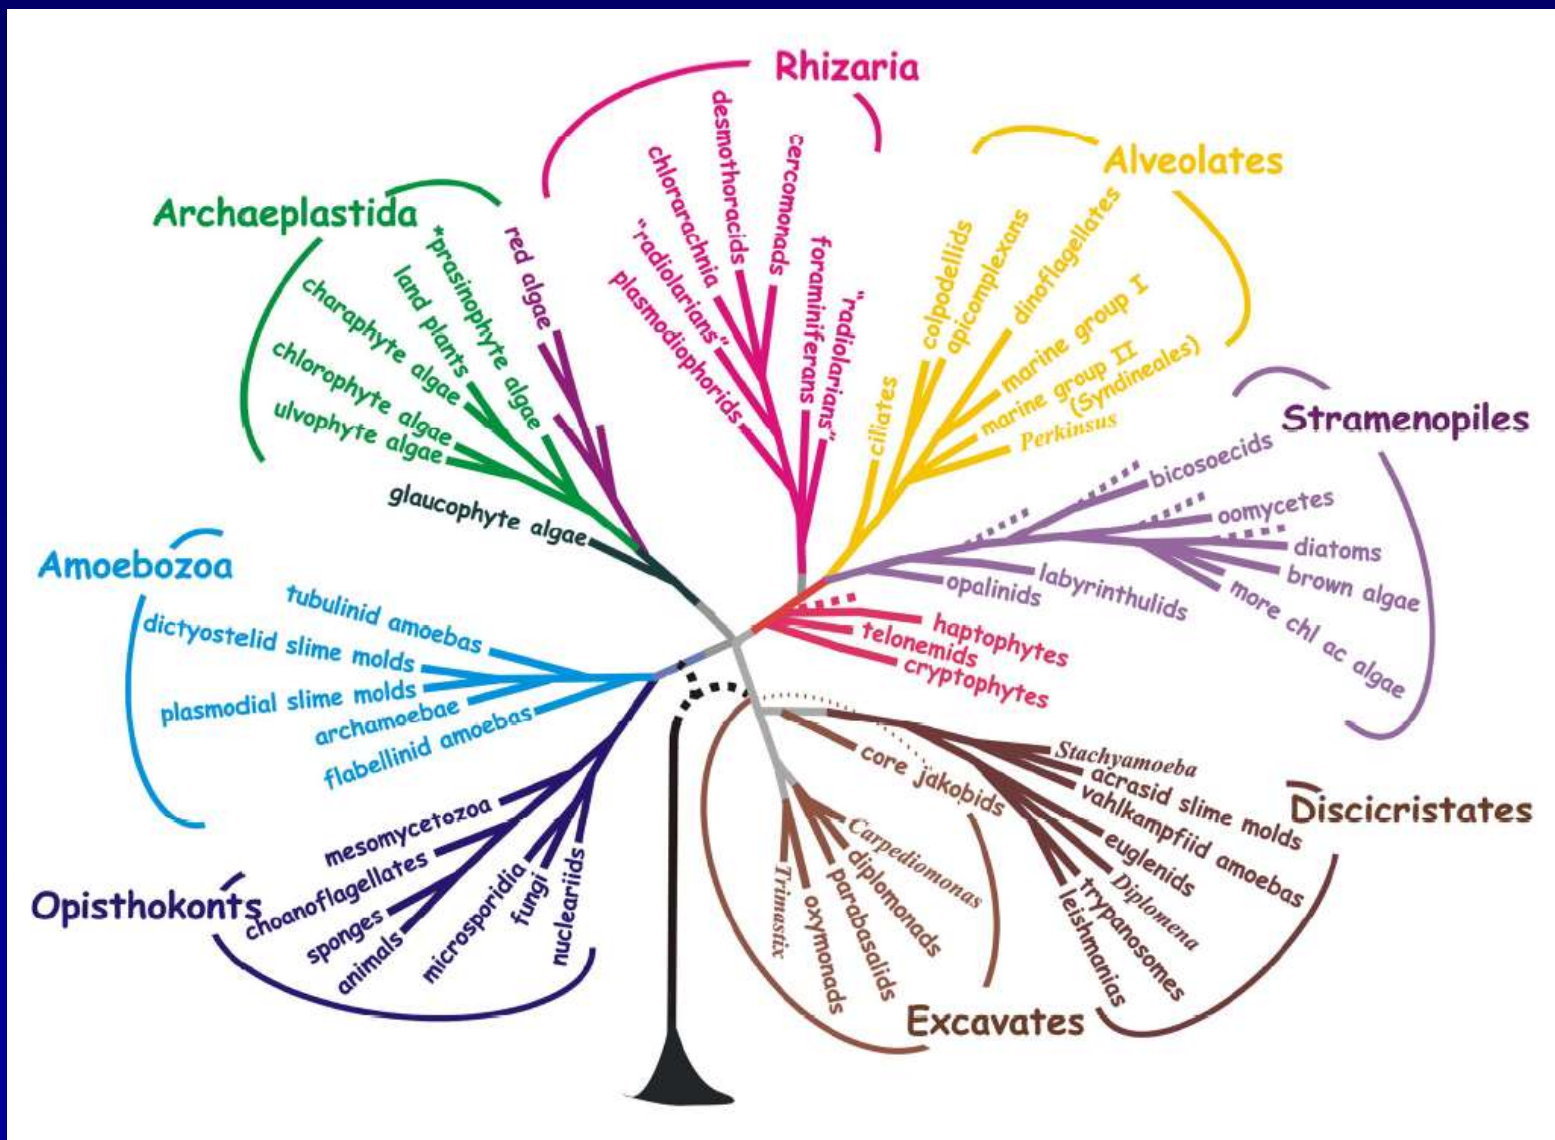 Rhizaria
desmothoracids
cercomonads
chlorarachnia
"radiolarians"
plasmodiophorids
foraminiferans
"radiolarians"
Alveolates
colpodellids
apicomplexans
dinoflagellates
ciliates
marine group I
marine group II
(Syndineales)
Perkinsus
Archaeplastida
red algae
*prasinophyte algae
land plants
charaphyte algae
chlorophyte algae
ulvophyte algae
glaucophyte algae
Stramenopiles
bicosoecids
oomycetes
diatoms
brown algae
more chl ac algae
labyrinthulids
opalinids
haptophytes
telonemids
cryptophytes
Amoebozoa
tubulinid amoebas
dictyostelid slime molds
plasmodial slime molds
archamoebae
flabellinid amoebas
Opisthokonts
mesomycetozoa
choanoflagellates
sponges
animals
microsporidia
fungi
nucleariids
Discicristates
Stachyamoeba
acrasid slime molds
vahlkampfiid amoebas
euglenids
Diplomena
trypanosomes
leishmanias
Excavates
core jakobids
Carpediomonas
diplomonads
parabasalids
oxymonads
Trimastix